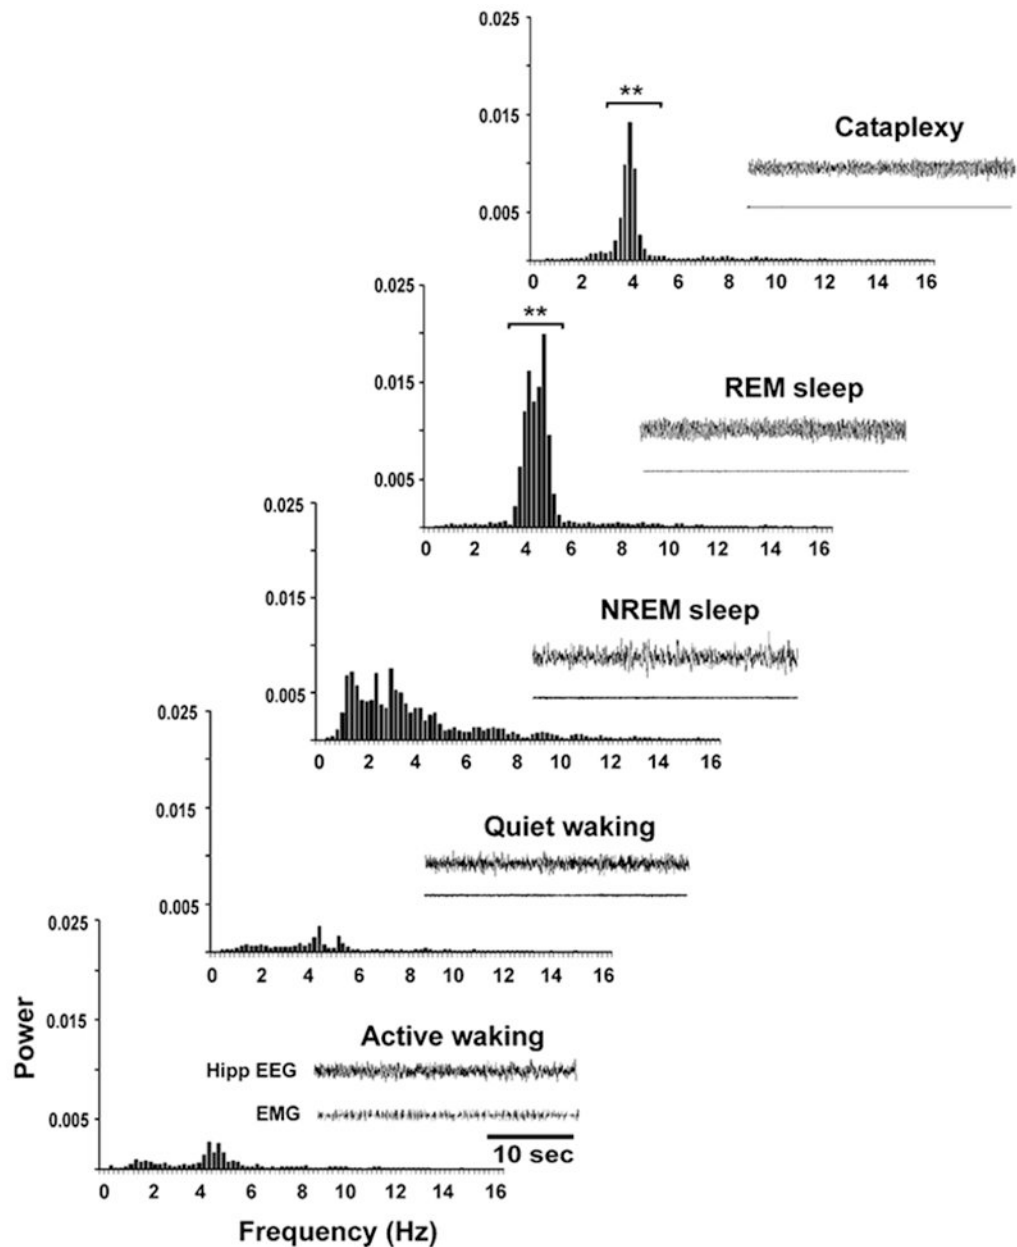 0.025
**
0.015
Cataplexy
0.005
0 2 4 6 8 10 12 14 16
0.025
**
0.015
REM sleep
0.005
0 2 4 6 8 10 12 14 16
0.025
0.015
NREM sleep
0.005
0 2 4 6 8 10 12 14 16
0.025
0.015
Quiet waking
0.005
0 2 4 6 8 10 12 14 16
0.025
Power
0.015
Active waking
Hipp EEG
EMG
0.005
10 sec
0 2 4 6 8 10 12 14 16
Frequency (Hz)